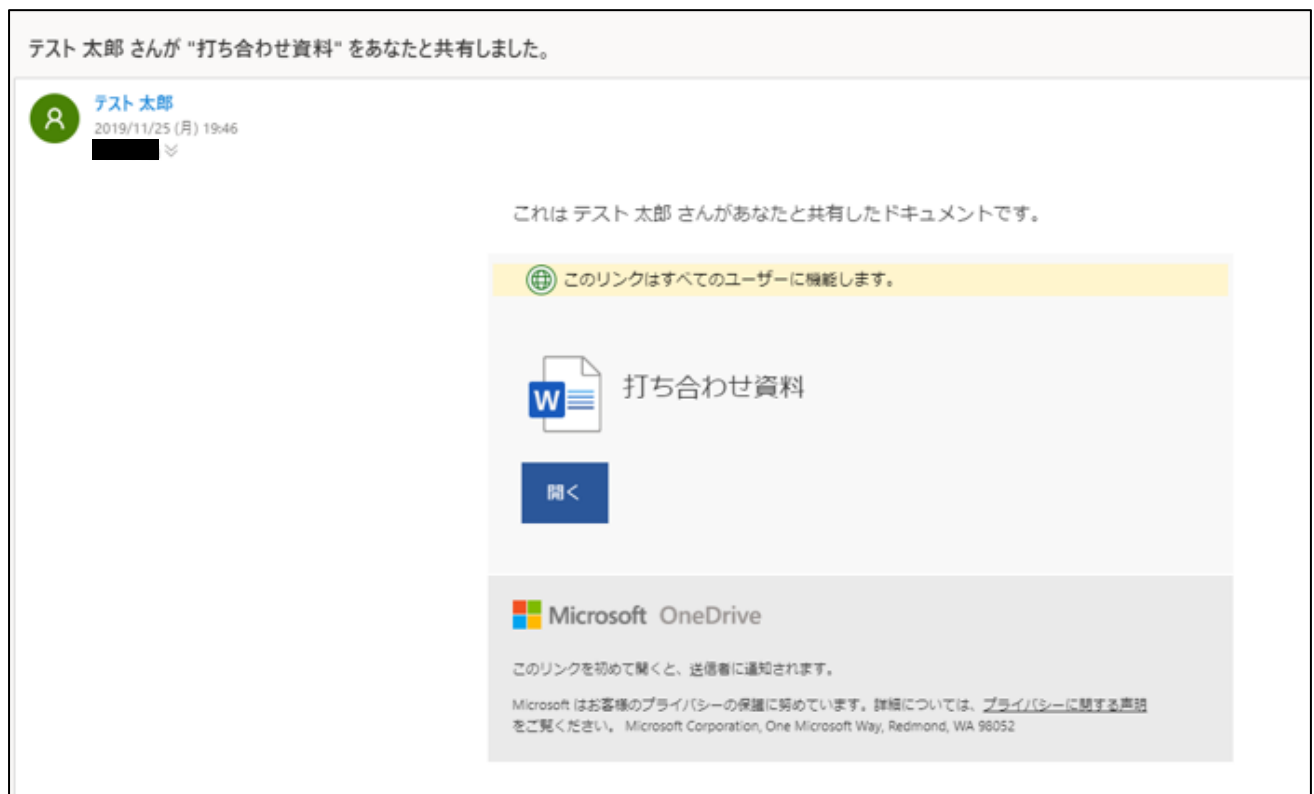 テスト 太郎 さんが "打ち合わせ資料" をあなたと共有しました。
テスト 太郎
2019/11/25 (月) 19:46
これは テスト 太郎 さんがあなたと共有したドキュメントです。
このリンクはすべてのユーザーに機能します。
W 打ち合わせ資料
開く
Microsoft OneDrive
このリンクを初めて開くと、送信者に通知されます。
Microsoft はお客様のプライバシーの保護に努めています。詳細については、プライバシーに関する声明
をご覧ください。 Microsoft Corporation, One Microsoft Way, Redmond, WA 98052